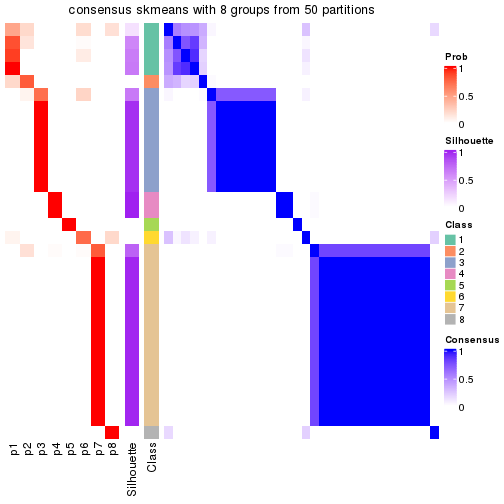 consensus skmeans with 8 groups from 50 partitions
Prob
1
0.5
0
Silhouette
1
0.5
0
Class
1
2
3
4
5
6
7
8
Consensus
1
0.5
0
p1
p2
p3
p4
p5
p6
p7
p8
Silhouette
Class